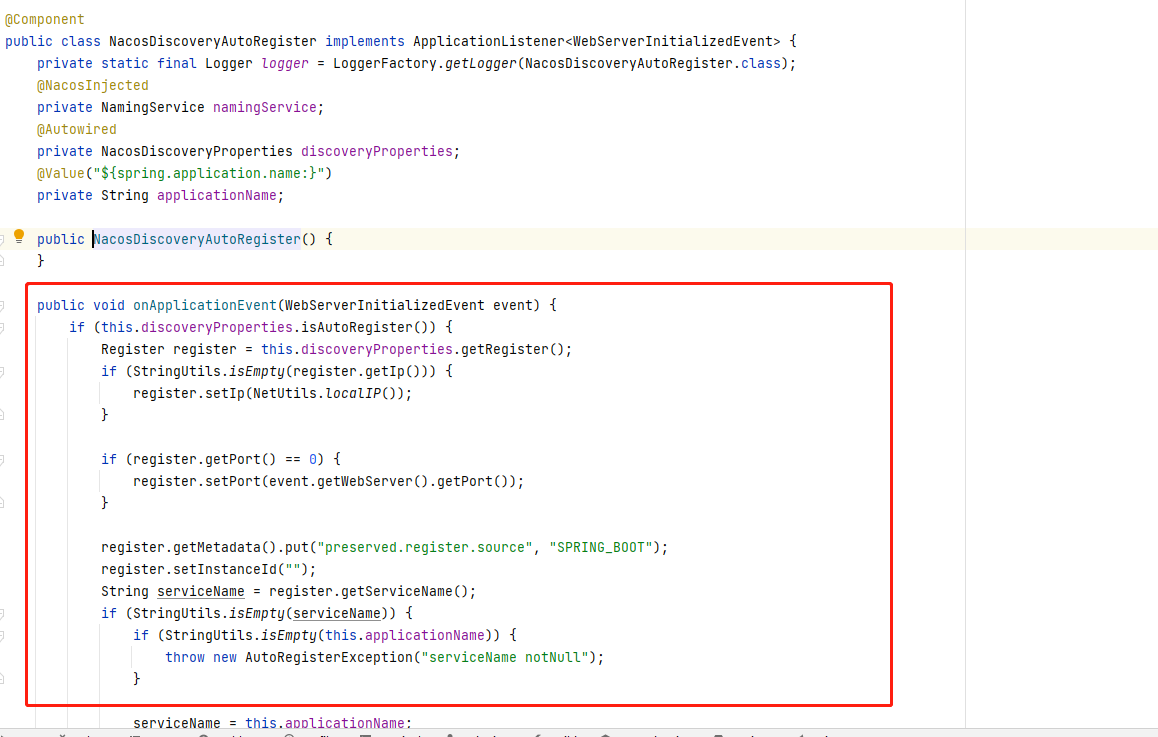 @Component
public class NacosDiscoveryAutoRegister implements ApplicationListener<WebServerInitializedEvent> {
    private static final Logger logger = LoggerFactory.getLogger(NacosDiscoveryAutoRegister.class);
    @NacosInjected
    private NamingService namingService;
    @Autowired
    private NacosDiscoveryProperties discoveryProperties;
    @Value("${spring.application.name:}")
    private String applicationName;
    public NacosDiscoveryAutoRegister() {
    }
    public void onApplicationEvent(WebServerInitializedEvent event) {
        if (this.discoveryProperties.isAutoRegister()) {
            Register register = this.discoveryProperties.getRegister();
            if (StringUtils.isEmpty(register.getIp())) {
                register.setIp(NetUtils.localIP());
            }
            if (register.getPort() == 0) {
                register.setPort(event.getWebServer().getPort());
            }
            register.getMetadata().put("preserved.register.source", "SPRING_BOOT");
            register.setInstanceId("");
            String serviceName = register.getServiceName();
            if (StringUtils.isEmpty(serviceName)) {
                if (StringUtils.isEmpty(this.applicationName)) {
                    throw new AutoRegisterException("serviceName notNull");
                }
                serviceName = this.applicationName;